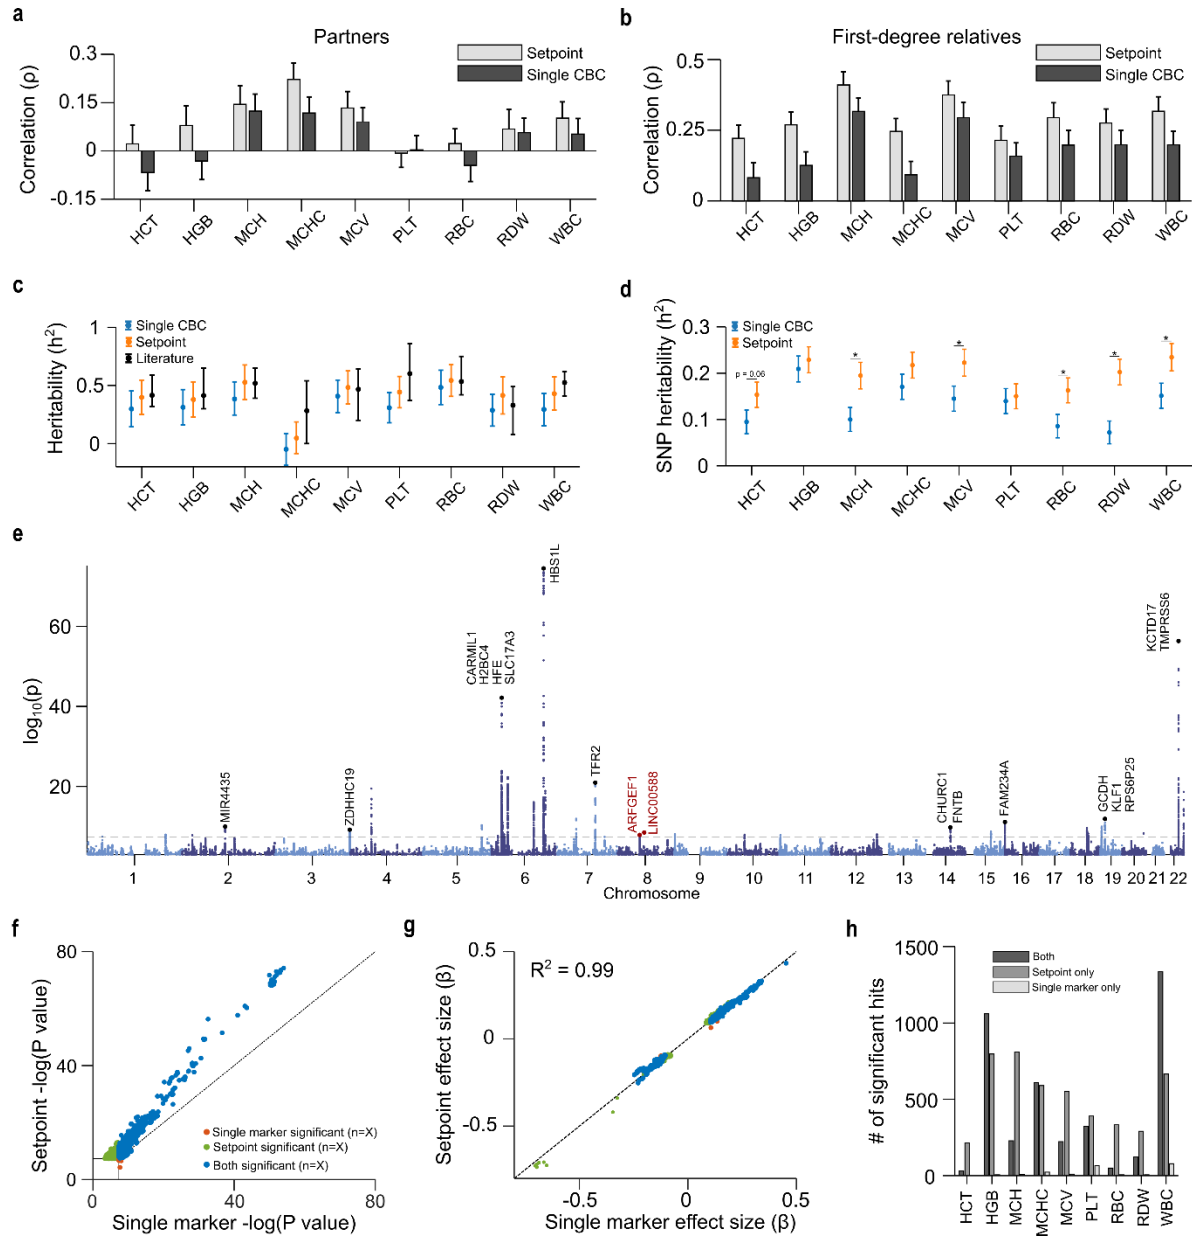 a
Partners
Setpoint
Single CBC
Correlation (ρ)
0.3
0.15
0
-0.15
HCT
HGB
MCH
MCHC
MCV
PLT
RBC
RDW
WBC
b
First-degree relatives
Setpoint
Single CBC
Correlation (ρ)
0.5
0.25
0
HCT
HGB
MCH
MCHC
MCV
PLT
RBC
RDW
WBC
c
Heritability (h²)
1
0.5
0
Single CBC
Setpoint
Literature
HCT
HGB
MCH
MCHC
MCV
PLT
RBC
RDW
WBC
d
SNP heritability (h²)
0.3
0.2
0.1
0
Single CBC
Setpoint
p = 0.06
*
*
*
*
*
HCT
HGB
MCH
MCHC
MCV
PLT
RBC
RDW
WBC
e
log₁₀(p)
60
40
20
MIR4435
ZDHHC19
CARMIL1
H2BC4
HFE
SLC17A3
HBS1L
TFR2
ARFGEF1
LINC00588
CHURC1
FNTB
FAM234A
GCDH
KLF1
RPS6P25
KCTD17
TMPRSS6
1 2 3 4 5 6 7 8 9 10 11 12 13 14 15 16 17 18 19 20 21 22
Chromosome
f
Setpoint -log(P value)
80
40
0
Single marker significant (n=X)
Setpoint significant (n=X)
Both significant (n=X)
0 40 80
Single marker -log(P value)
g
Setpoint effect size (β)
0.5
0
-0.5
R² = 0.99
-0.5 0 0.5
Single marker effect size (β)
h
# of significant hits
1500
1000
500
0
Both
Setpoint only
Single marker only
HCT
HGB
MCH
MCHC
MCV
PLT
RBC
RDW
WBC